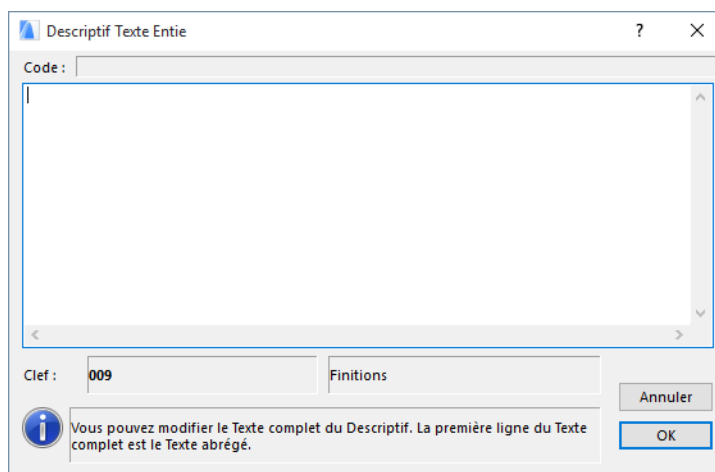 Descriptif Texte Entie
Code :
Clef :
009
Finitions
Annuler
OK
Vous pouvez modifier le Texte complet du Descriptif. La première ligne du Texte
complet est le Texte abrégé.